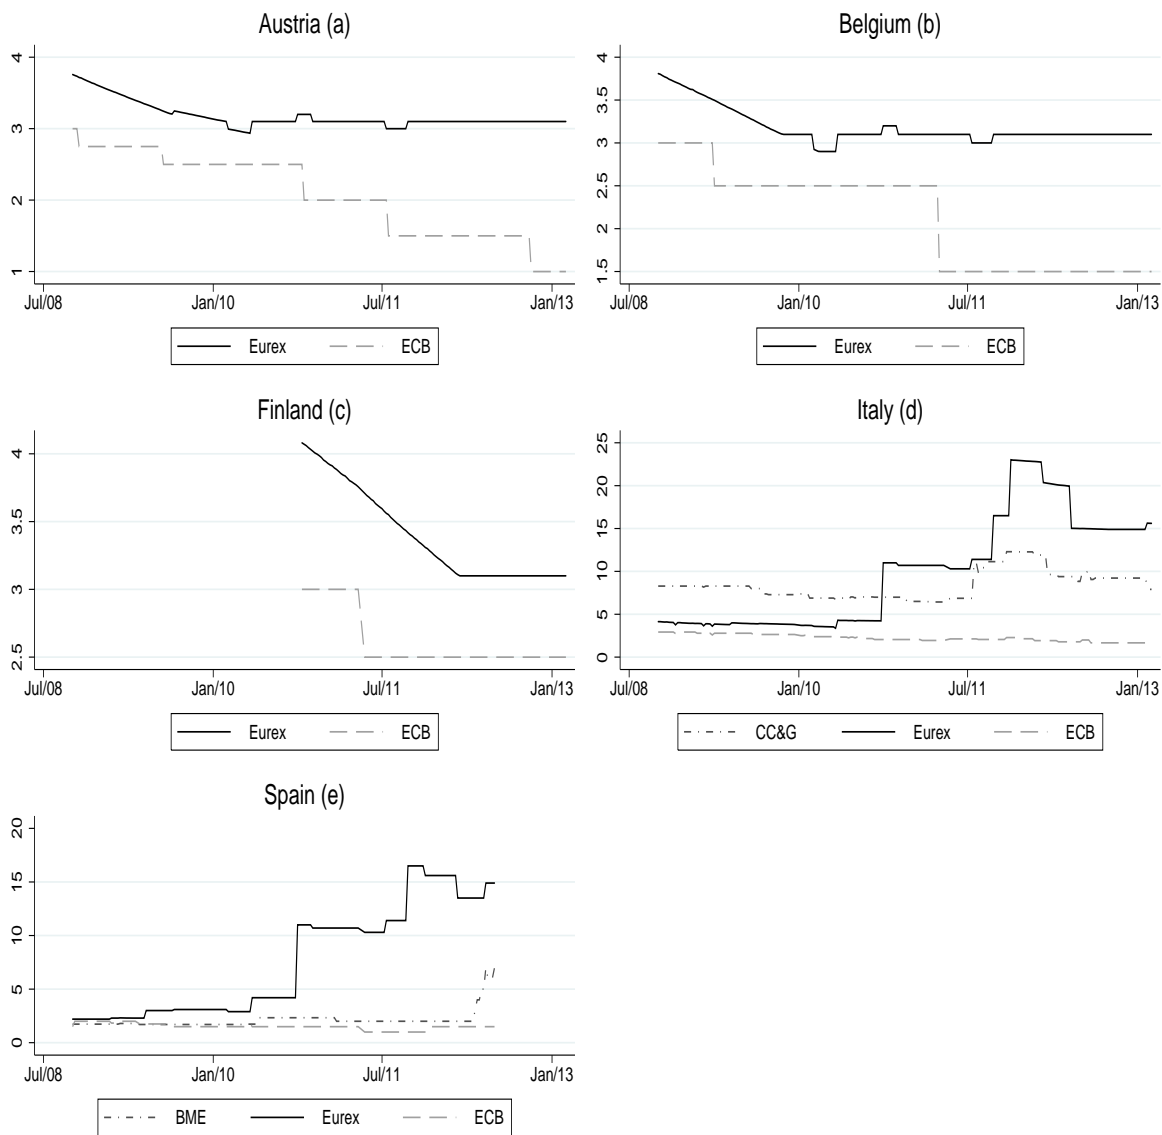 Austria (a)
4
3
2
1
Jul/08 Jan/10 Jul/11 Jan/13
Eurex ECB
Belgium (b)
4
3.5
3
2.5
2
1.5
Jul/08 Jan/10 Jul/11 Jan/13
Eurex ECB
Finland (c)
4
3.5
3
2.5
Jul/08 Jan/10 Jul/11 Jan/13
Eurex ECB
Italy (d)
25
20
15
10
5
0
Jul/08 Jan/10 Jul/11 Jan/13
CC&G Eurex ECB
Spain (e)
20
15
10
5
0
Jul/08 Jan/10 Jul/11 Jan/13
BME Eurex ECB